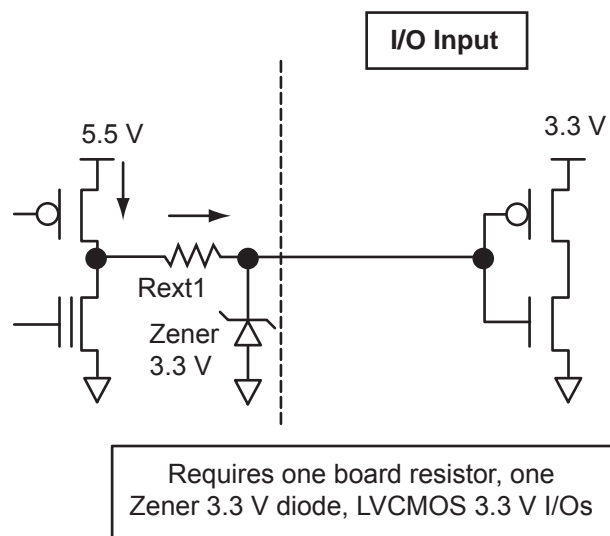 I/O Input
5.5 V
3.3 V
Rext1
Zener
3.3 V
Requires one board resistor, one
Zener 3.3 V diode, LVCMOS 3.3 V I/Os